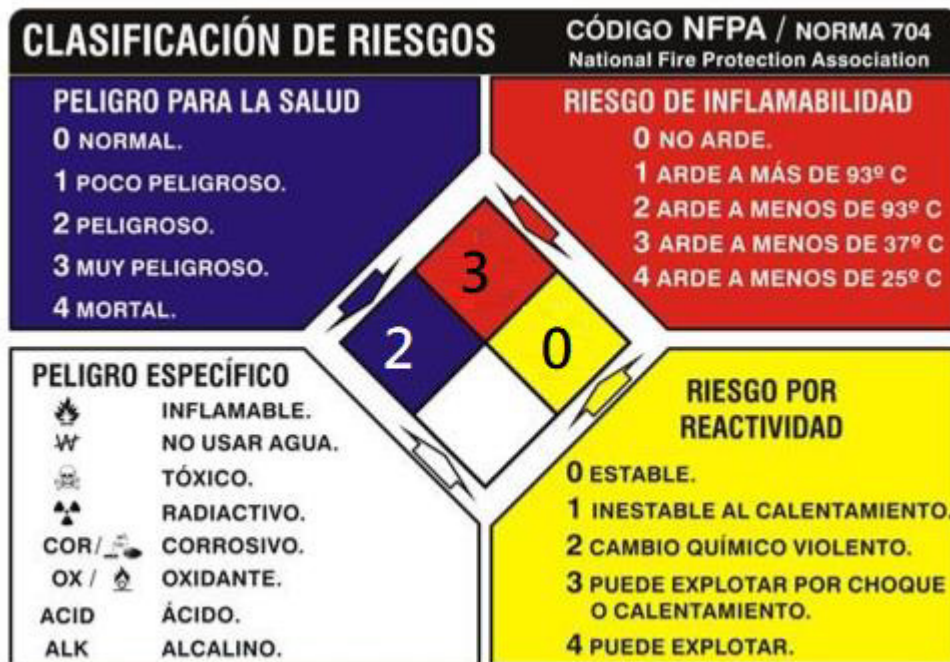 CLASIFICACIÓN DE RIESGOS
CÓDIGO NFPA / NORMA 704
National Fire Protection Association
PELIGRO PARA LA SALUD
0 NORMAL.
1 POCO PELIGROSO.
2 PELIGROSO.
3 MUY PELIGROSO.
4 MORTAL.
RIESGO DE INFLAMABILIDAD
0 NO ARDE.
1 ARDE A MÁS DE 93º C
2 ARDE A MENOS DE 93º C
3 ARDE A MENOS DE 37º C
4 ARDE A MENOS DE 25º C
3
2
0
PELIGRO ESPECÍFICO
INFLAMABLE.
W NO USAR AGUA.
TÓXICO.
RADIACTIVO.
COR/ CORROSIVO.
OX / OXIDANTE.
ACID ÁCIDO.
ALK ALCALINO.
RIESGO POR
REACTIVIDAD
0 ESTABLE.
1 INESTABLE AL CALENTAMIENTO.
2 CAMBIO QUÍMICO VIOLENTO.
3 PUEDE EXPLOTAR POR CHOQUE
O CALENTAMIENTO.
4 PUEDE EXPLOTAR.